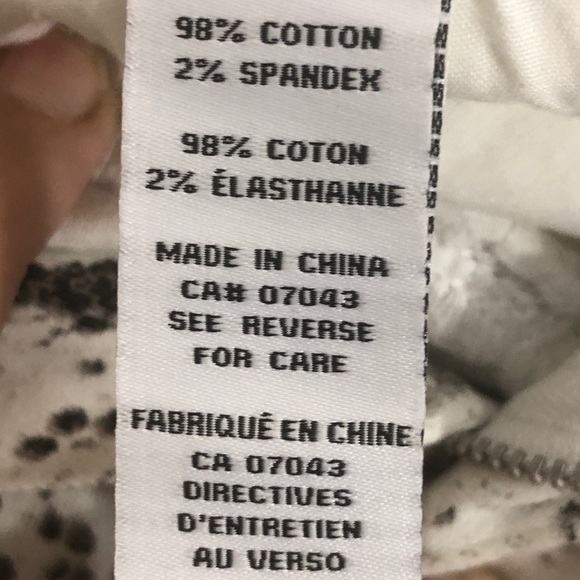 98% COTTON
2% SPANDEX
98% COTON
2% ÉLASTHANNE
MADE IN CHINA
CA# 07043
SEE REVERSE
FOR CARE
FABRIQUÉ EN CHINE
CA 07043
DIRECTIVES
D'ENTRETIEN
AU VERSO